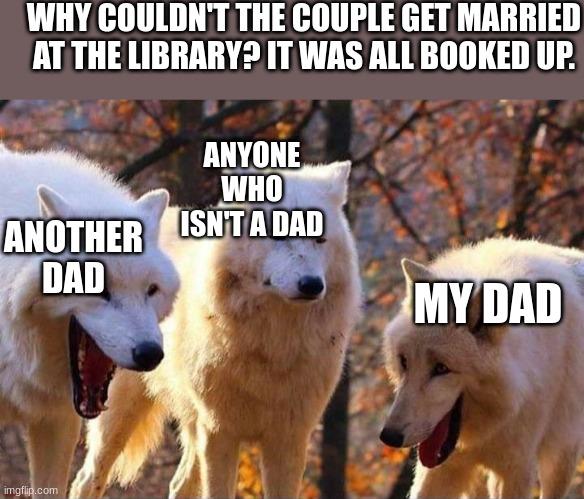 WHY COULDN'T THE COUPLE GET MARRIED
AT THE LIBRARY? IT WAS ALL BOOKED UP.
ANYONE
WHO
ISN'T A DAD
ANOTHER
DAD
MY DAD
imgflip.com